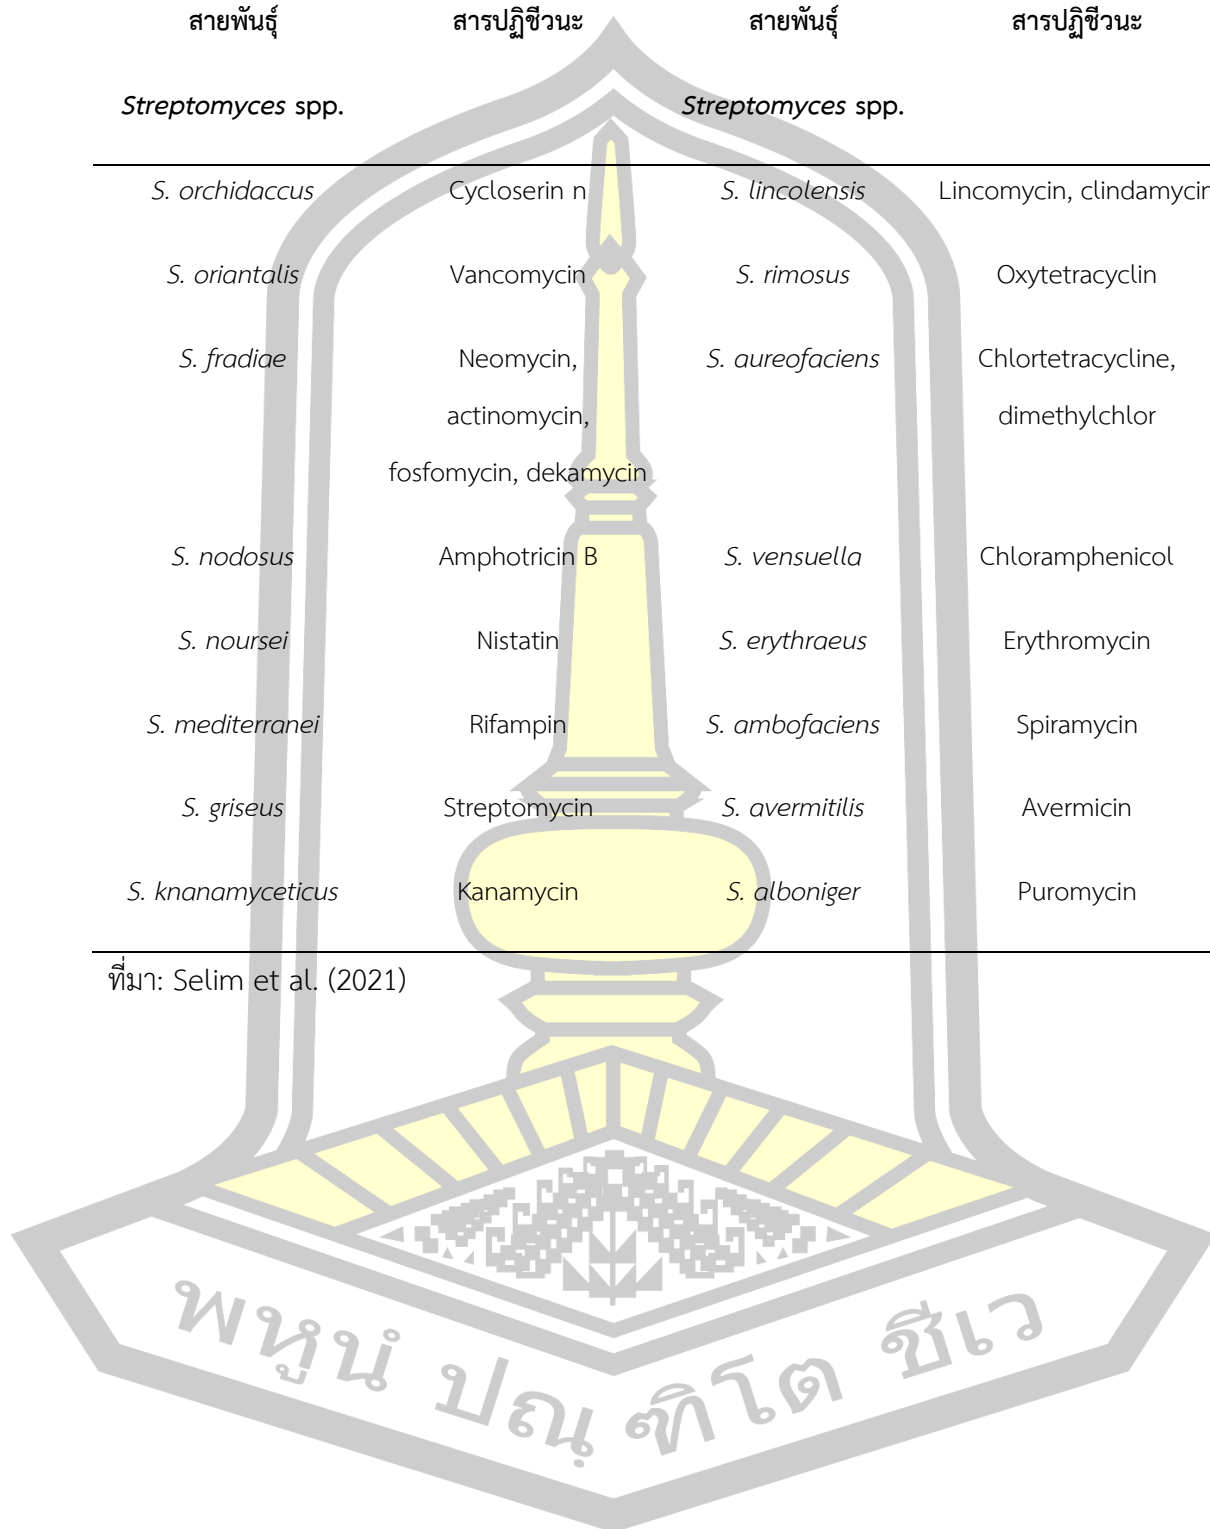 สายพันธุ์ สารปฏิชีวนะ สายพันธุ์ สารปฏิชีวนะ
Streptomyces spp. Streptomyces spp.
S. orchidaccus Cycloserin n S. lincolensis Lincomycin, clindamycin
S. oriantalis Vancomycin S. rimosus Oxytetracyclin
S. fradiae Neomycin, S. aureofaciens Chlortetracycline,
actinomycin, dimethylchlor
fosfomycin, dekamycin
S. nodosus Amphotricin B S. vensuella Chloramphenicol
S. noursei Nistatin S. erythraeus Erythromycin
S. mediterranei Rifampin S. ambofaciens Spiramycin
S. griseus Streptomycin S. avermitilis Avermicin
S. knanamyceticus Kanamycin S. alboniger Puromycin
ที่มา: Selim et al. (2021)
พหูนํ ปณฺฑิโต ชีเว